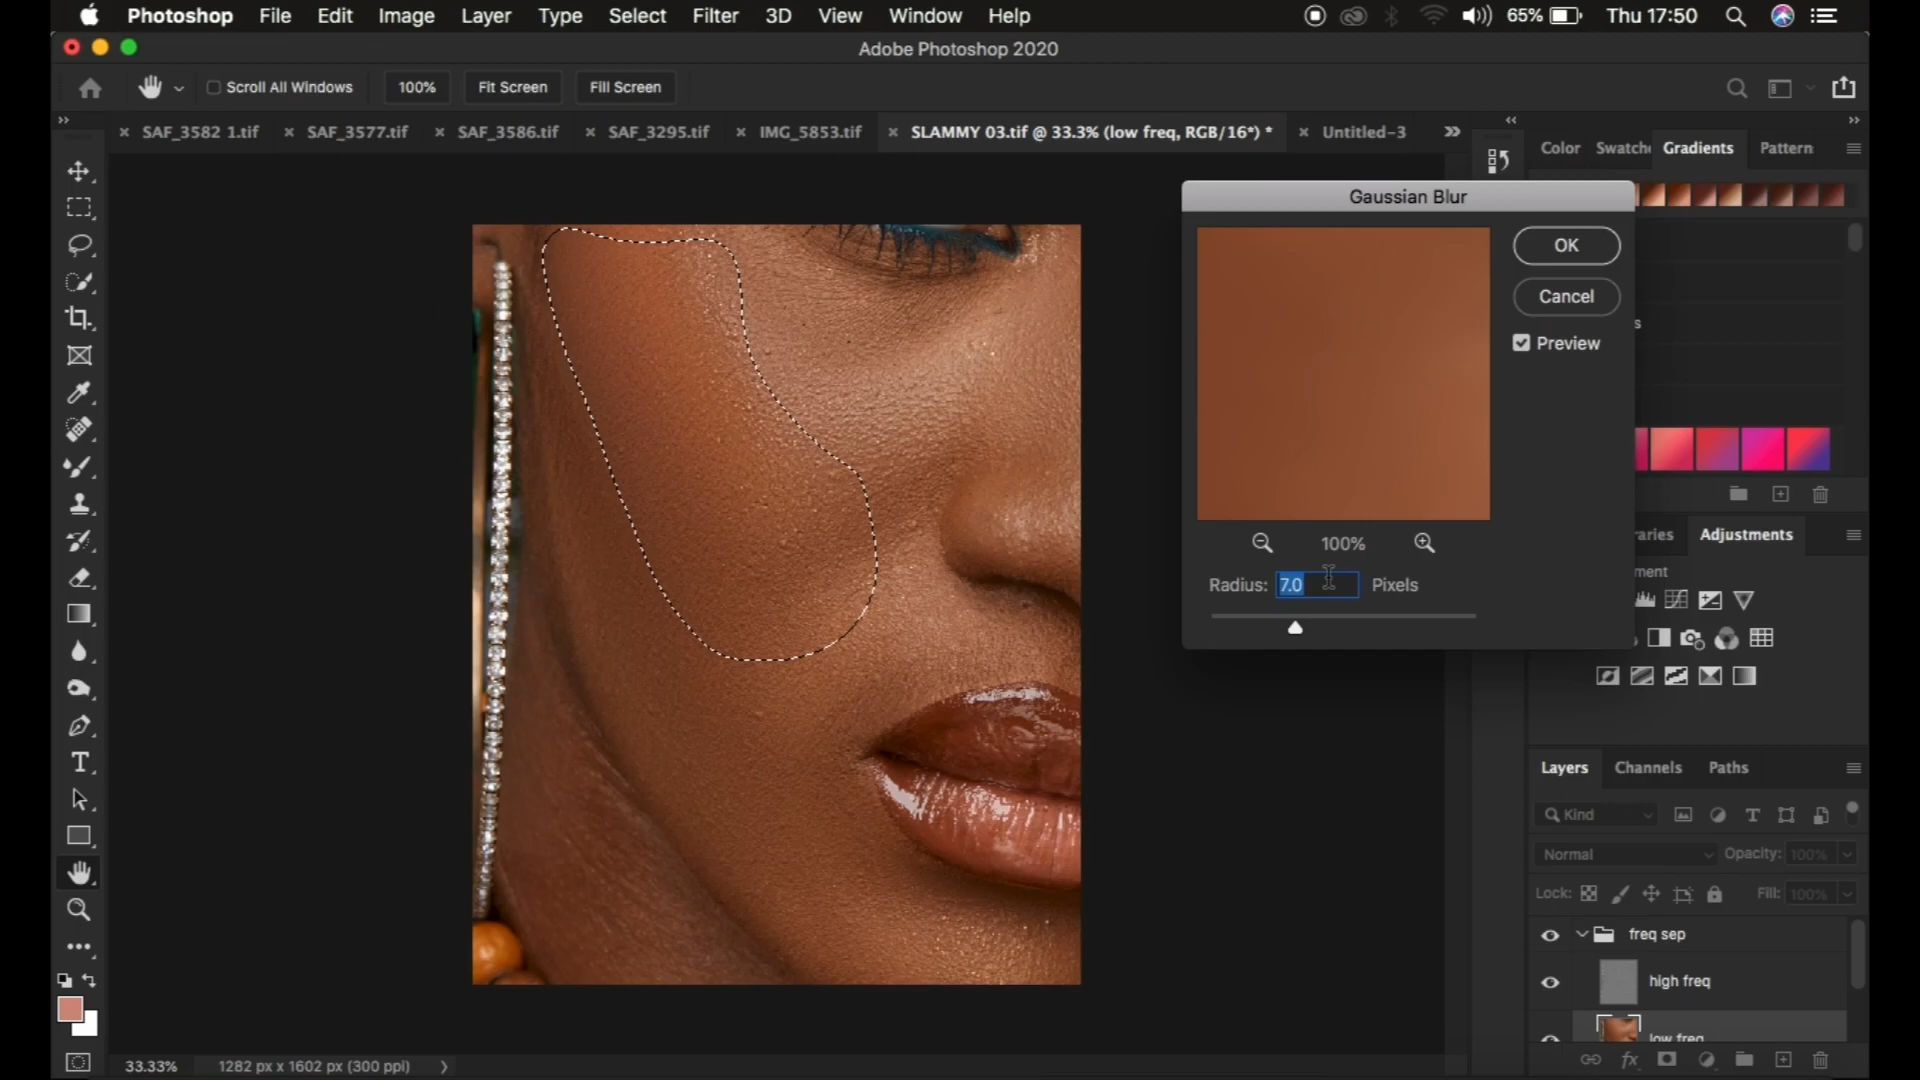 Photoshop File Edit Image Layer Type Select Filter 3D View Window Help 65% Thu 17:50
Adobe Photoshop 2020
Scroll All Windows 100% Fit Screen Fill Screen
SAF_3582 1.tif SAF_3577.tif SAF_3586.tif SAF_3295.tif IMG_5853.tif SLAMMY 03.tif @ 33.3% (low freq, RGB/16*) * Untitled-3
Color Swatche Gradients Pattern
Gaussian Blur
OK
Cancel
s
Preview
100%
Radius: 7.0 Pixels
raries Adjustments
ment
Layers Channels Paths
Kind
Normal Opacity: 100%
Lock: Fill: 100%
freq sep
high freq
low freq
33.33% 1282 px x 1602 px (300 ppi)